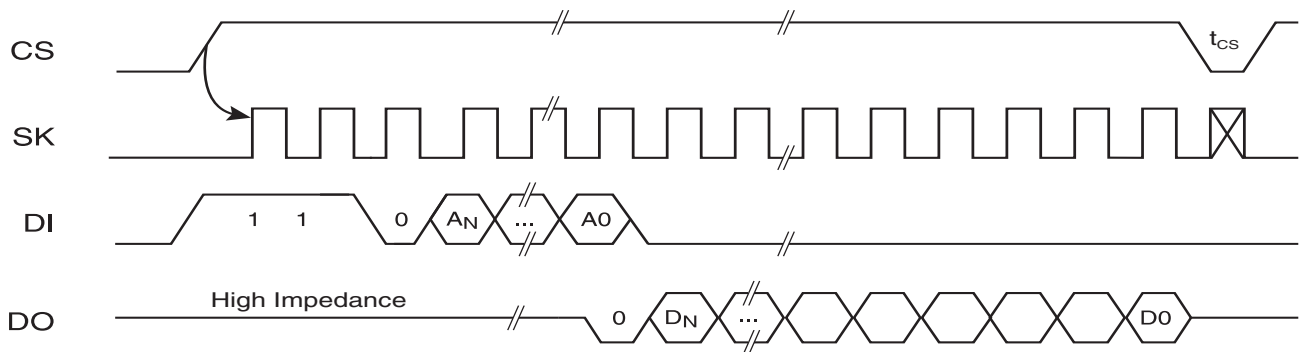 CS
t_CS
SK
DI
1 1 0 A_N ... A0
DO
High Impedance
0 D_N ... D0